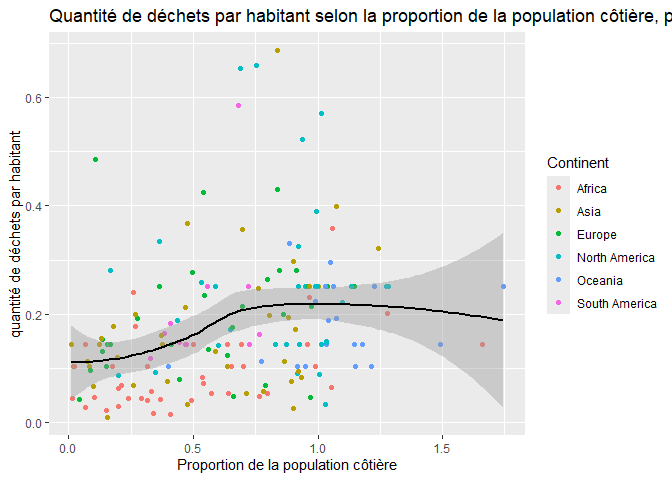 Quantité de déchets par habitant selon la proportion de la population côtière, p
quantité de déchets par habitant
0.6
0.4
0.2
0.0
0.0 0.5 1.0 1.5
Proportion de la population côtière
Continent
Africa
Asia
Europe
North America
Oceania
South America